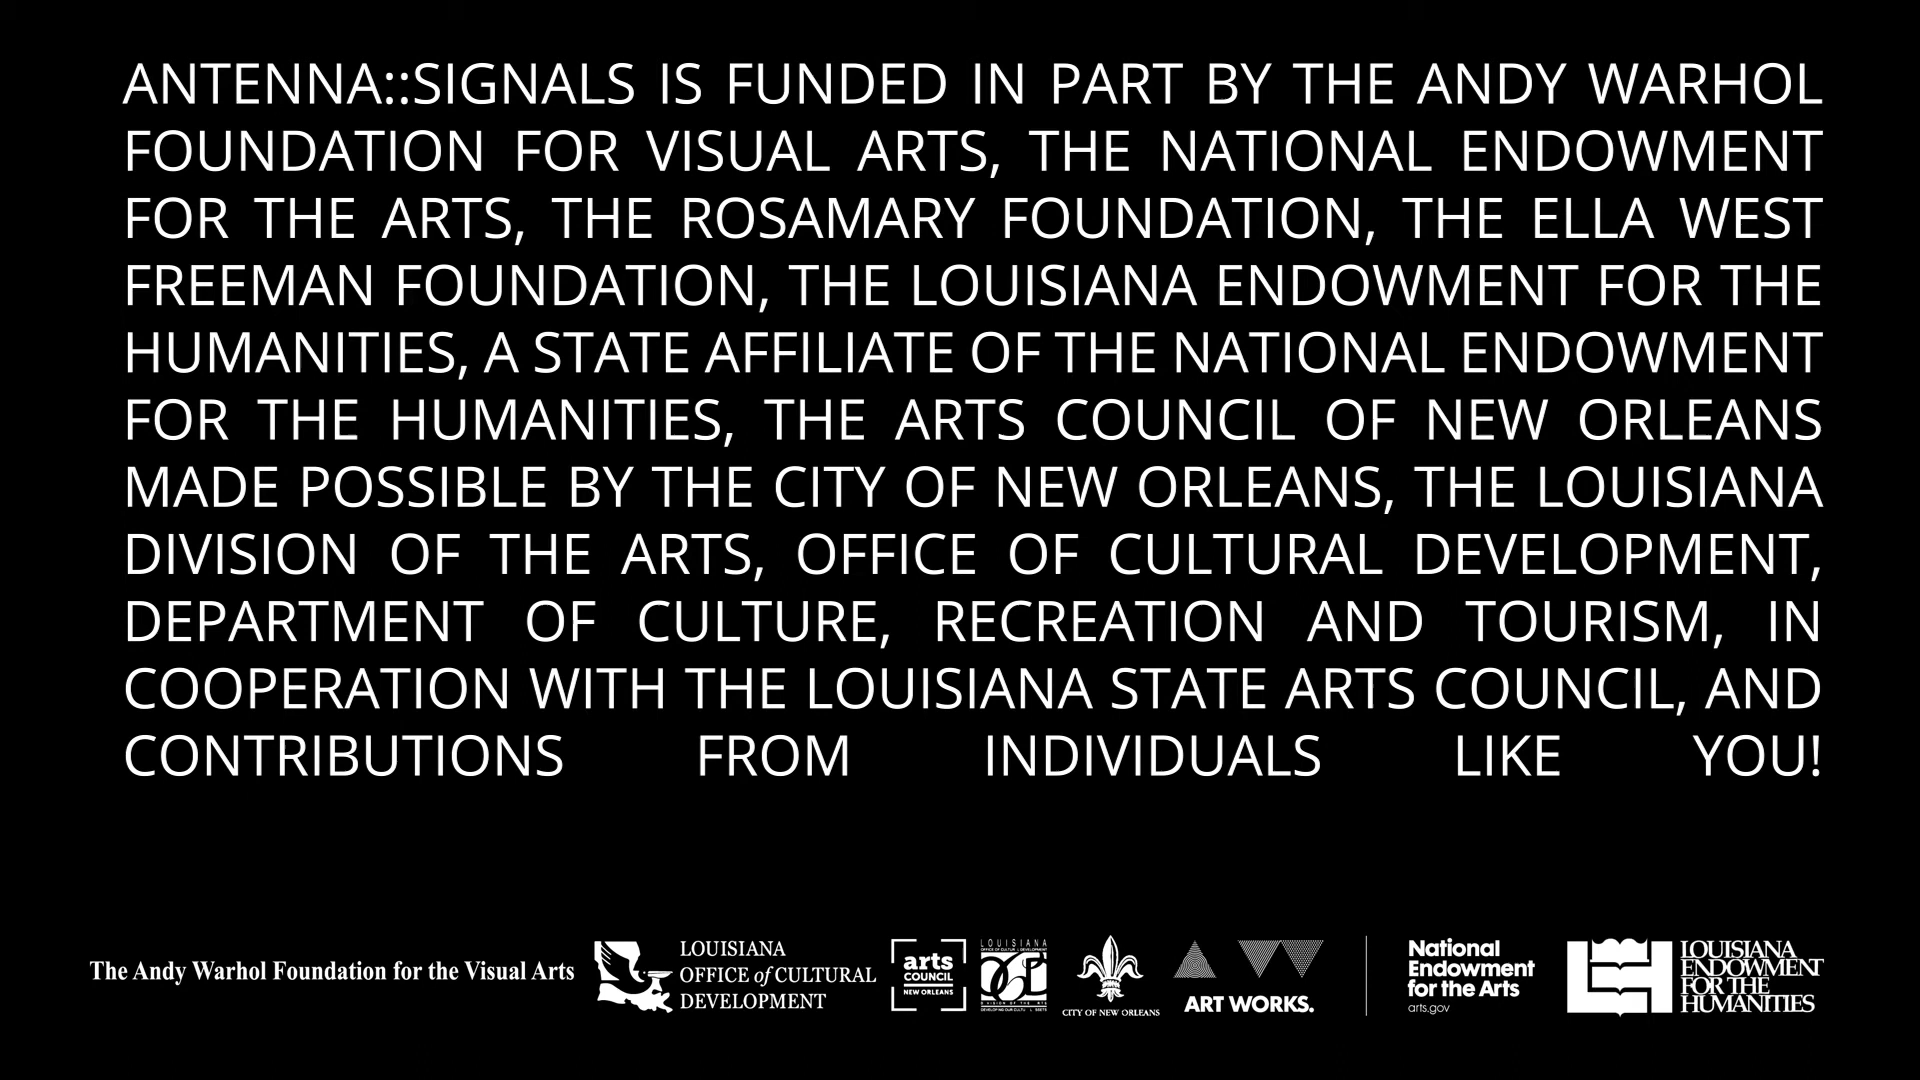 ANTENNA::SIGNALS IS FUNDED IN PART BY THE ANDY WARHOL
FOUNDATION FOR VISUAL ARTS, THE NATIONAL ENDOWMENT
FOR THE ARTS, THE ROSAMARY FOUNDATION, THE ELLA WEST
FREEMAN FOUNDATION, THE LOUISIANA ENDOWMENT FOR THE
HUMANITIES, A STATE AFFILIATE OF THE NATIONAL ENDOWMENT
FOR THE HUMANITIES, THE ARTS COUNCIL OF NEW ORLEANS
MADE POSSIBLE BY THE CITY OF NEW ORLEANS, THE LOUISIANA
DIVISION OF THE ARTS, OFFICE OF CULTURAL DEVELOPMENT,
DEPARTMENT OF CULTURE, RECREATION AND TOURISM, IN
COOPERATION WITH THE LOUISIANA STATE ARTS COUNCIL, AND
CONTRIBUTIONS FROM INDIVIDUALS LIKE YOU!
The Andy Warhol Foundation for the Visual Arts
LOUISIANA
OFFICE of CULTURAL
DEVELOPMENT
arts
COUNCIL
NEW ORLEANS
LOUISIANA
CITY OF NEW ORLEANS
ART WORKS.
National
Endowment
for the Arts
arts.gov
LOUISIANA
ENDOWMENT
FOR THE
HUMANITIES